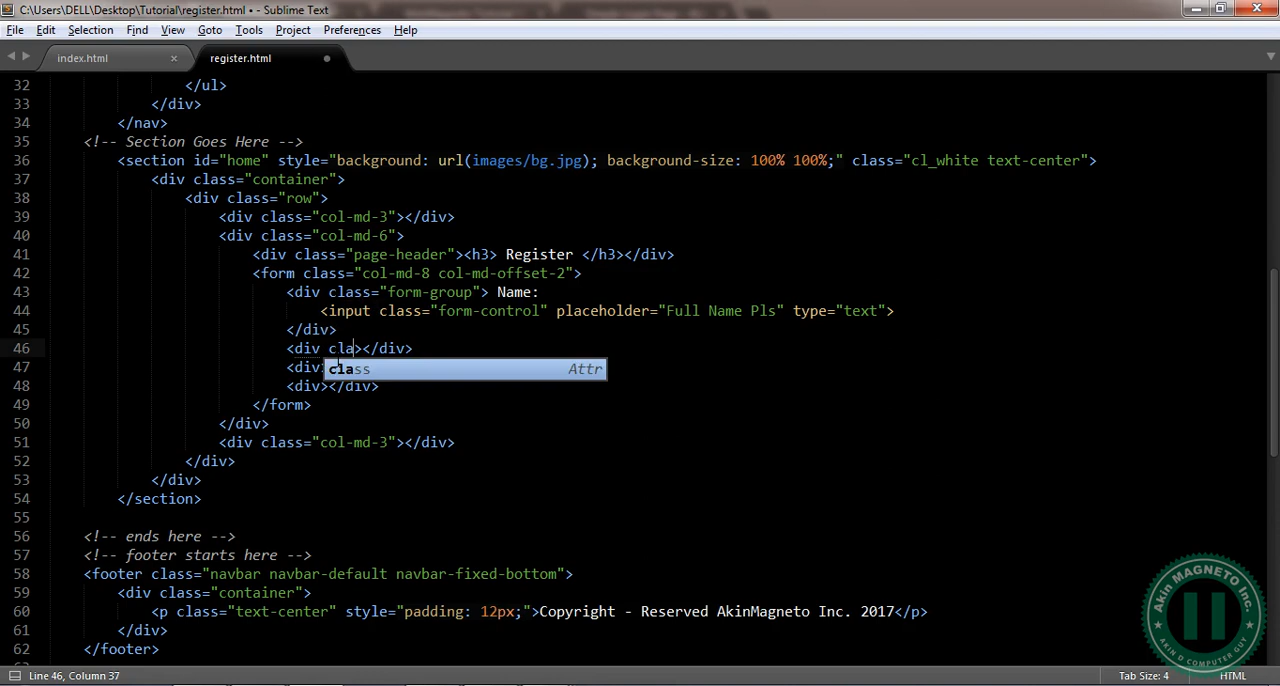 C:\Users\DELL\Desktop\Tutorial\register.html • - Sublime Text
File Edit Selection Find View Goto Tools Project Preferences Help
index.html × register.html
32 </ul>
33 </div>
34 </nav>
35 <!-- Section Goes Here -->
36 <section id="home" style="background: url(images/bg.jpg); background-size: 100% 100%;" class="cl_white text-center">
37 <div class="container">
38 <div class="row">
39 <div class="col-md-3"></div>
40 <div class="col-md-6">
41 <div class="page-header"><h3> Register </h3></div>
42 <form class="col-md-8 col-md-offset-2">
43 <div class="form-group"> Name:
44 <input class="form-control" placeholder="Full Name Pls" type="text">
45 </div>
46 <div cla></div>
47 <div
class Attr
48 <div></div>
49 </form>
50 </div>
51 <div class="col-md-3"></div>
52 </div>
53 </div>
54 </section>
55
56 <!-- ends here -->
57 <!-- footer starts here -->
58 <footer class="navbar navbar-default navbar-fixed-bottom">
59 <div class="container">
60 <p class="text-center" style="padding: 12px;">Copyright - Reserved AkinMagneto Inc. 2017</p>
61 </div>
62 </footer>
Line 46, Column 37 Tab Size: 4 HTML
Akin MAGNETO Inc.
AKIN D COMPUTER GUY